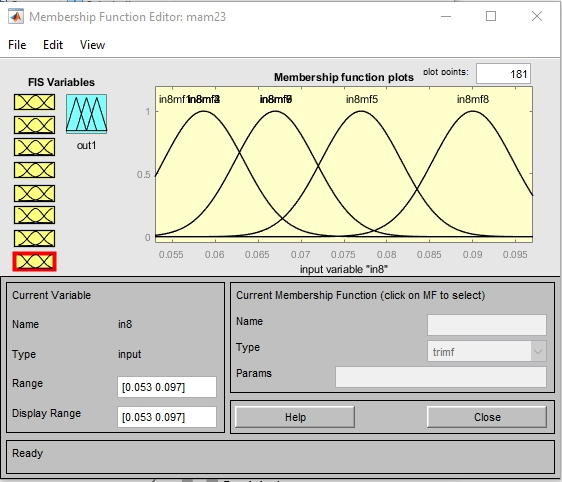 Membership Function Editor: mam23
File Edit View
FIS Variables
out1
Membership function plots
plot points:
181
in8mf5
in8mf8
1
0.5
0
0.055 0.06 0.065 0.07 0.075 0.08 0.085 0.09 0.095
input variable "in8"
Current Variable
Name in8
Type input
Range [0.053 0.097]
Display Range [0.053 0.097]
Current Membership Function (click on MF to select)
Name
Type trimf
Params
Help Close
Ready